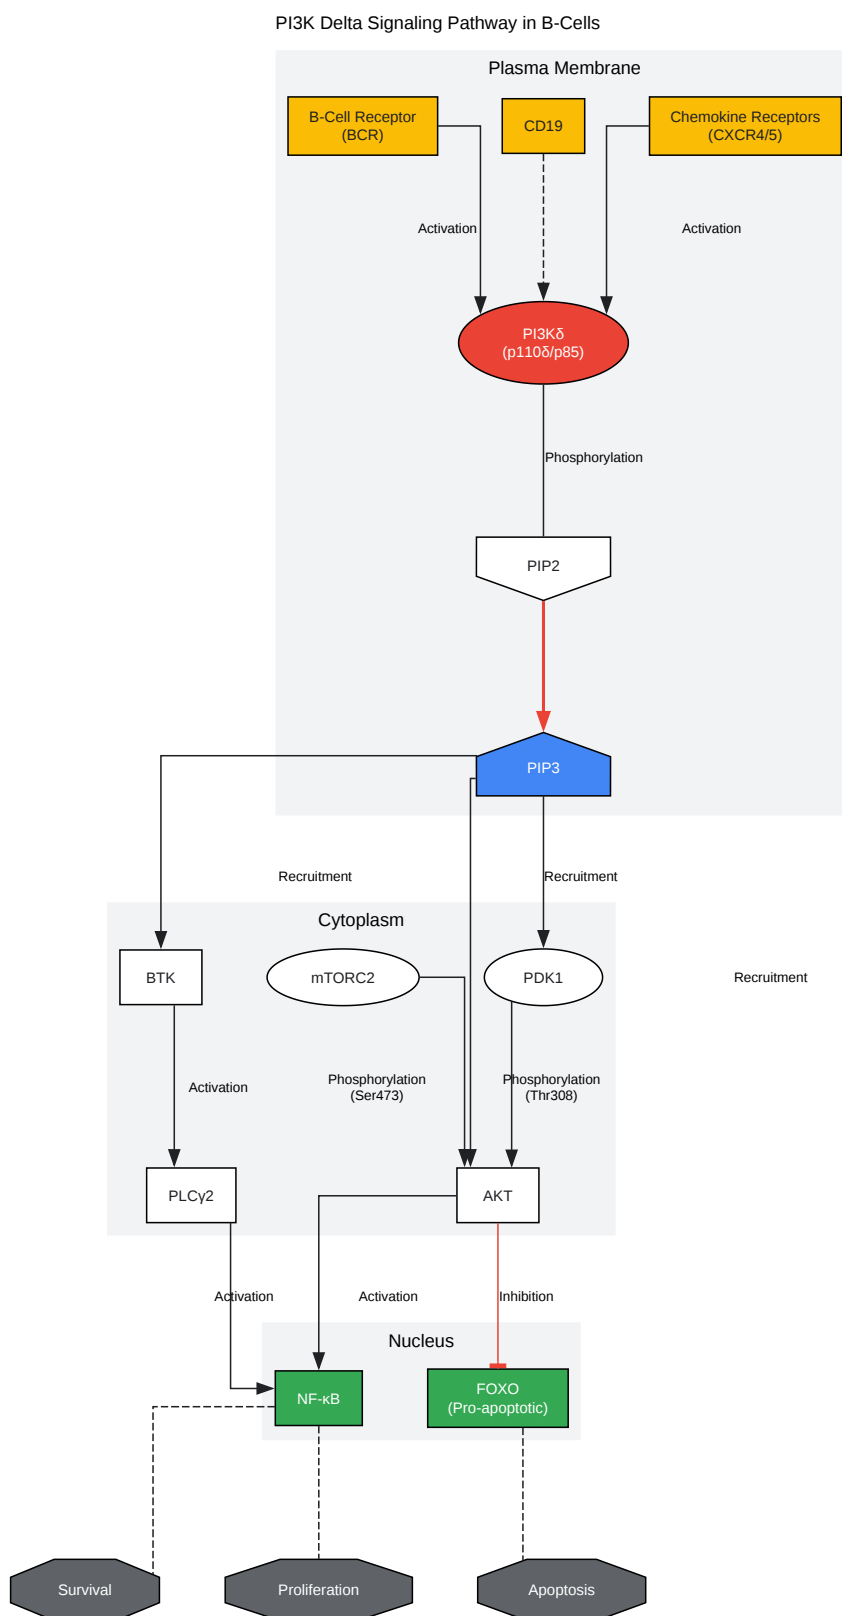 PI3K Delta Signaling Pathway in B-Cells
Plasma Membrane
B-Cell Receptor
(BCR)
CD19
Chemokine Receptors
(CXCR4/5)
Activation
Activation
PI3Kδ
(p110δ/p85)
Phosphorylation
PIP2
PIP3
Recruitment
Recruitment
Cytoplasm
BTK
mTORC2
PDK1
Recruitment
Activation
Phosphorylation
(Ser473)
Phosphorylation
(Thr308)
PLCγ2
AKT
Activation
Activation
Inhibition
Nucleus
NF-κB
FOXO
(Pro-apoptotic)
Survival
Proliferation
Apoptosis